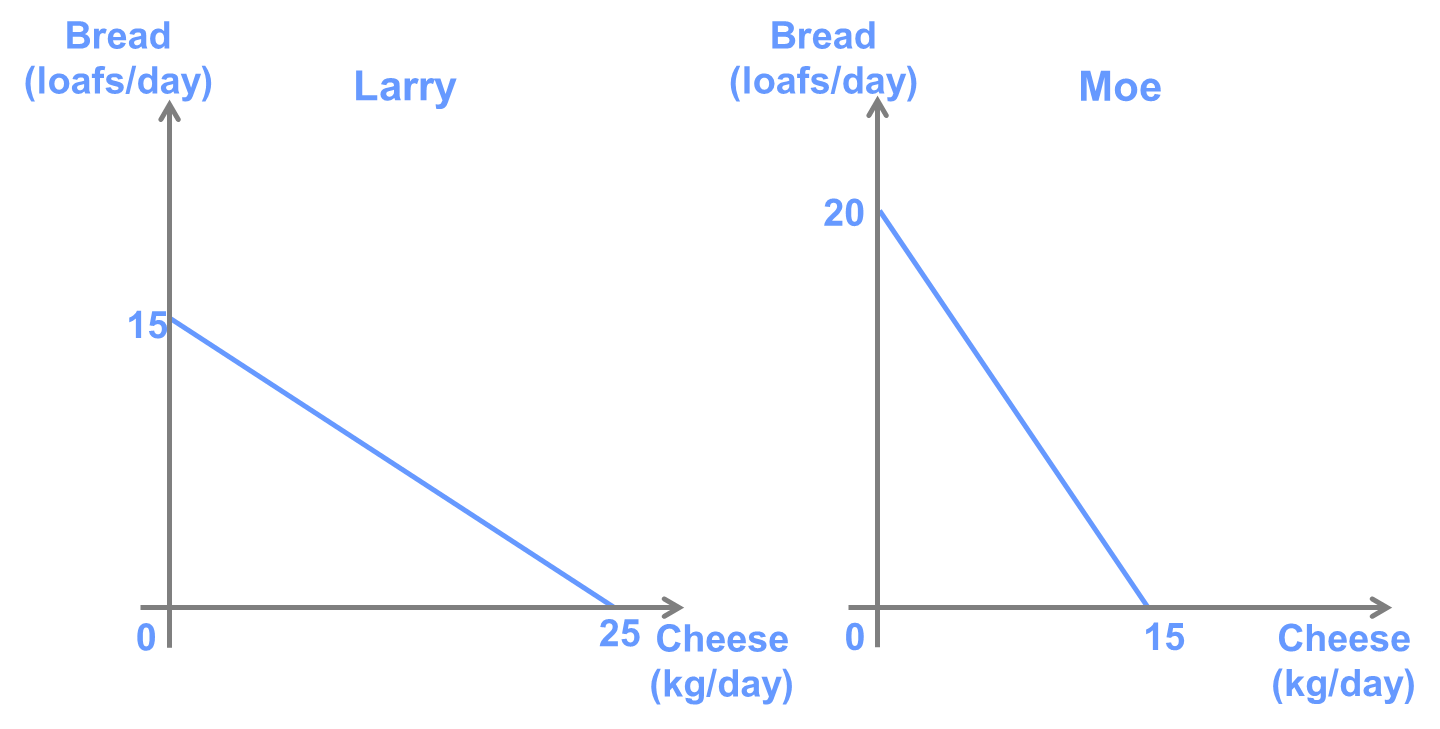 Bread
(loafs/day)
Larry
15
0
25
Cheese
(kg/day)
Bread
(loafs/day)
Moe
20
0
15
Cheese
(kg/day)